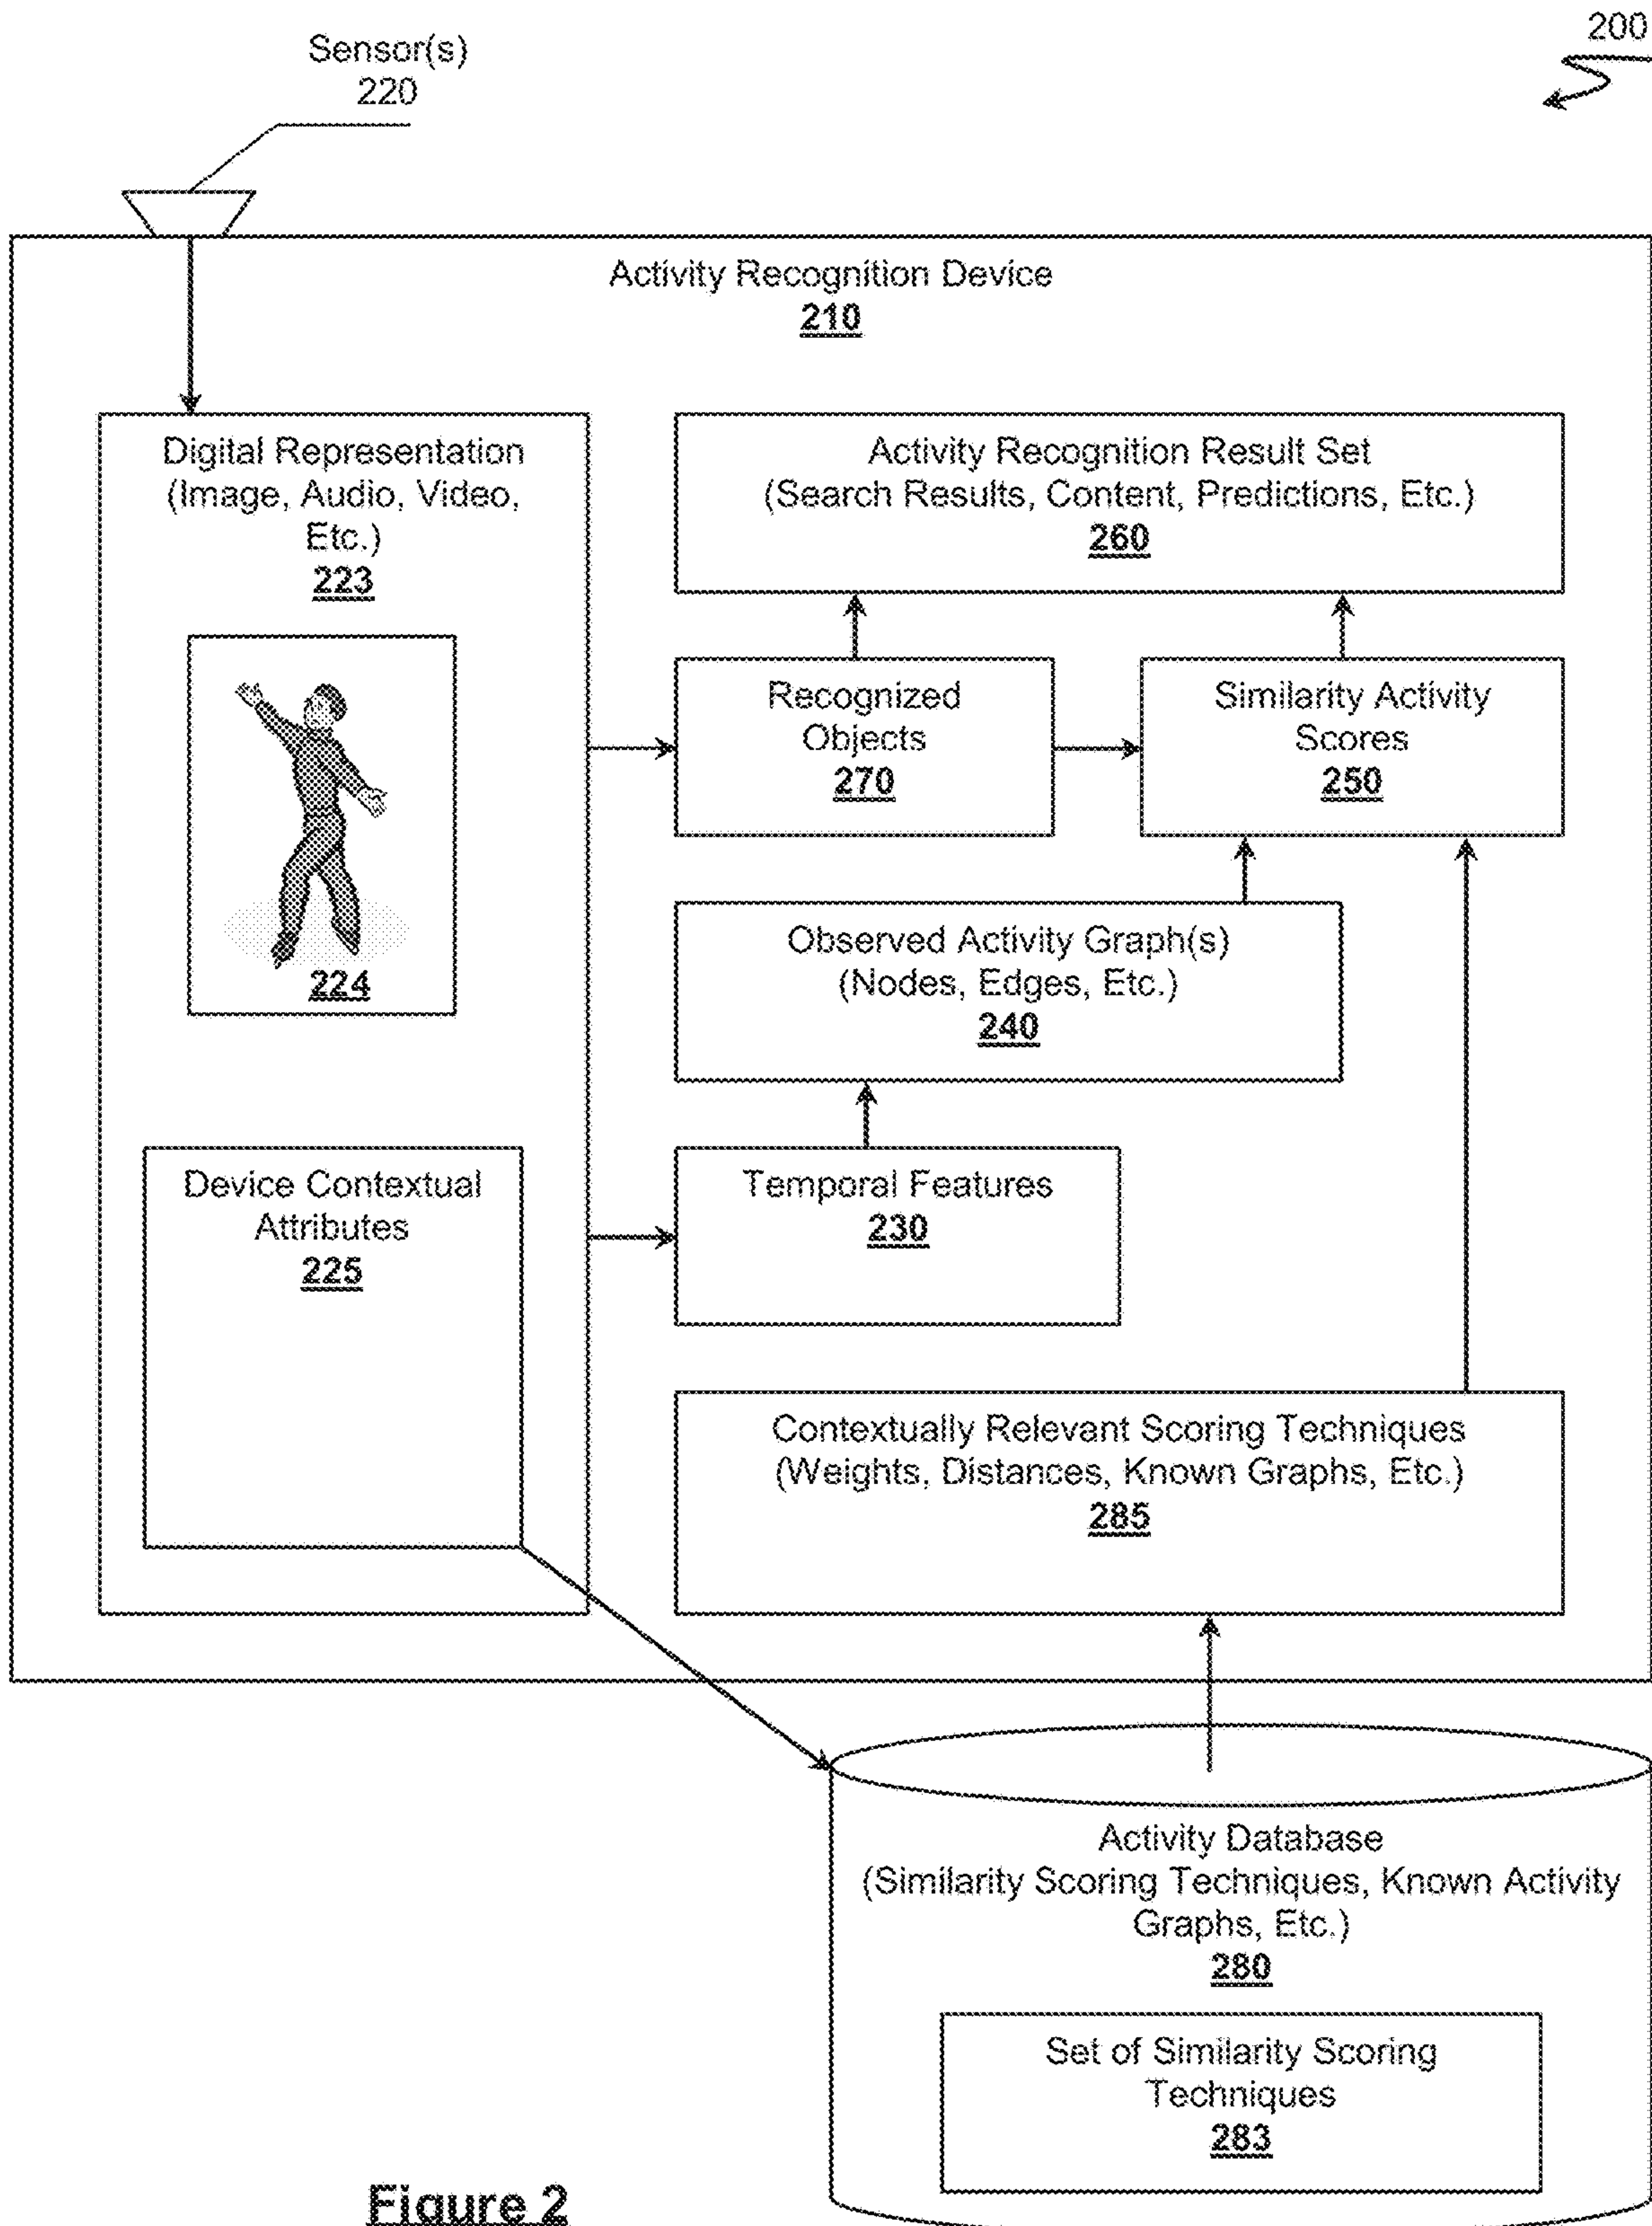 200
Sensor(s)
220
Activity Recognition Device
210
Digital Representation
(Image, Audio, Video,
Etc.)
223
224
Device Contextual
Attributes
225
Activity Recognition Result Set
(Search Results, Content, Predictions, Etc.)
260
Recognized
Objects
270
Similarity Activity
Scores
250
Observed Activity Graph(s)
(Nodes, Edges, Etc.)
240
Temporal Features
230
Contextually Relevant Scoring Techniques
(Weights, Distances, Known Graphs, Etc.)
285
Activity Database
(Similarity Scoring Techniques, Known Activity
Graphs, Etc.)
280
Set of Similarity Scoring
Techniques
283
Figure 2